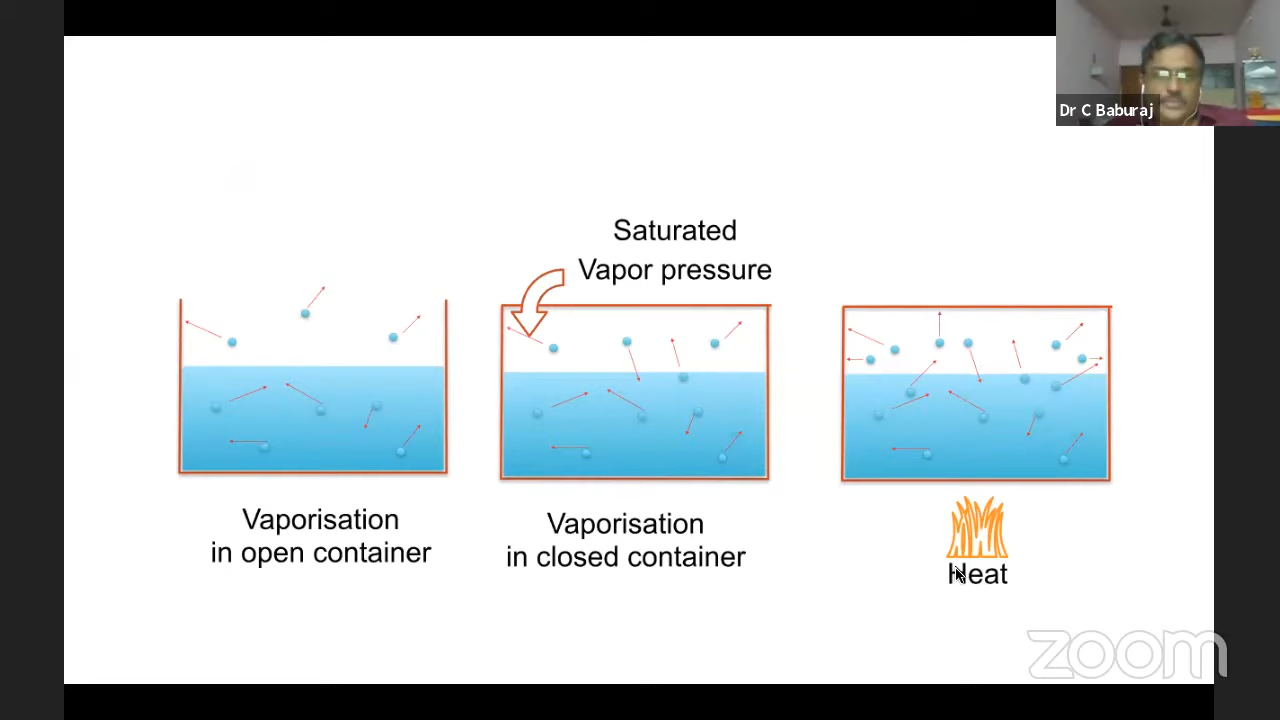 Dr C Baburaj
Saturated
Vapor pressure
Vaporisation
in open container
Vaporisation
in closed container
Heat
zoom